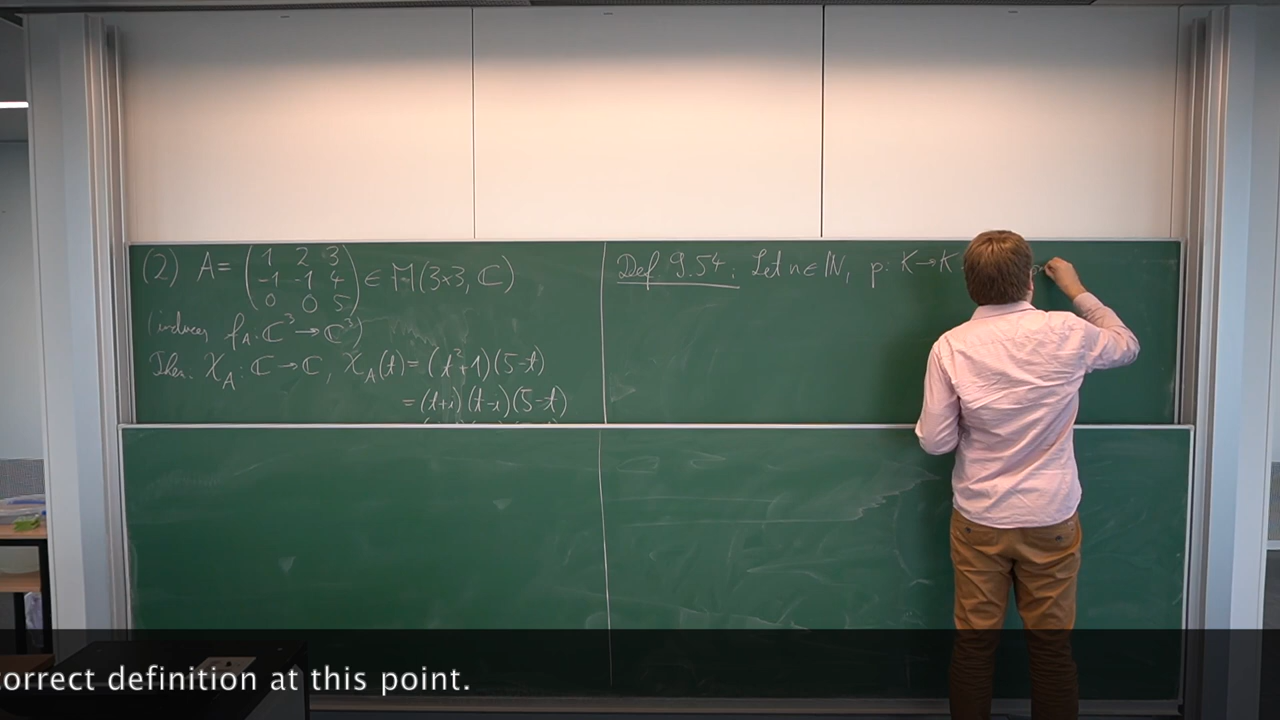 (2) A = ( 1 2 3
-1 -1 4
0 0 5 ) ∈ M(3×3, ℂ)
(induces f_A: ℂ³ → ℂ³)
Then: χ_A: ℂ → ℂ, χ_A(t) = (t²+1)(5-t)
= (t+i)(t-i)(5-t)
Def 9.54: Let n ∈ ℕ, p: K → K
orrect definition at this point.